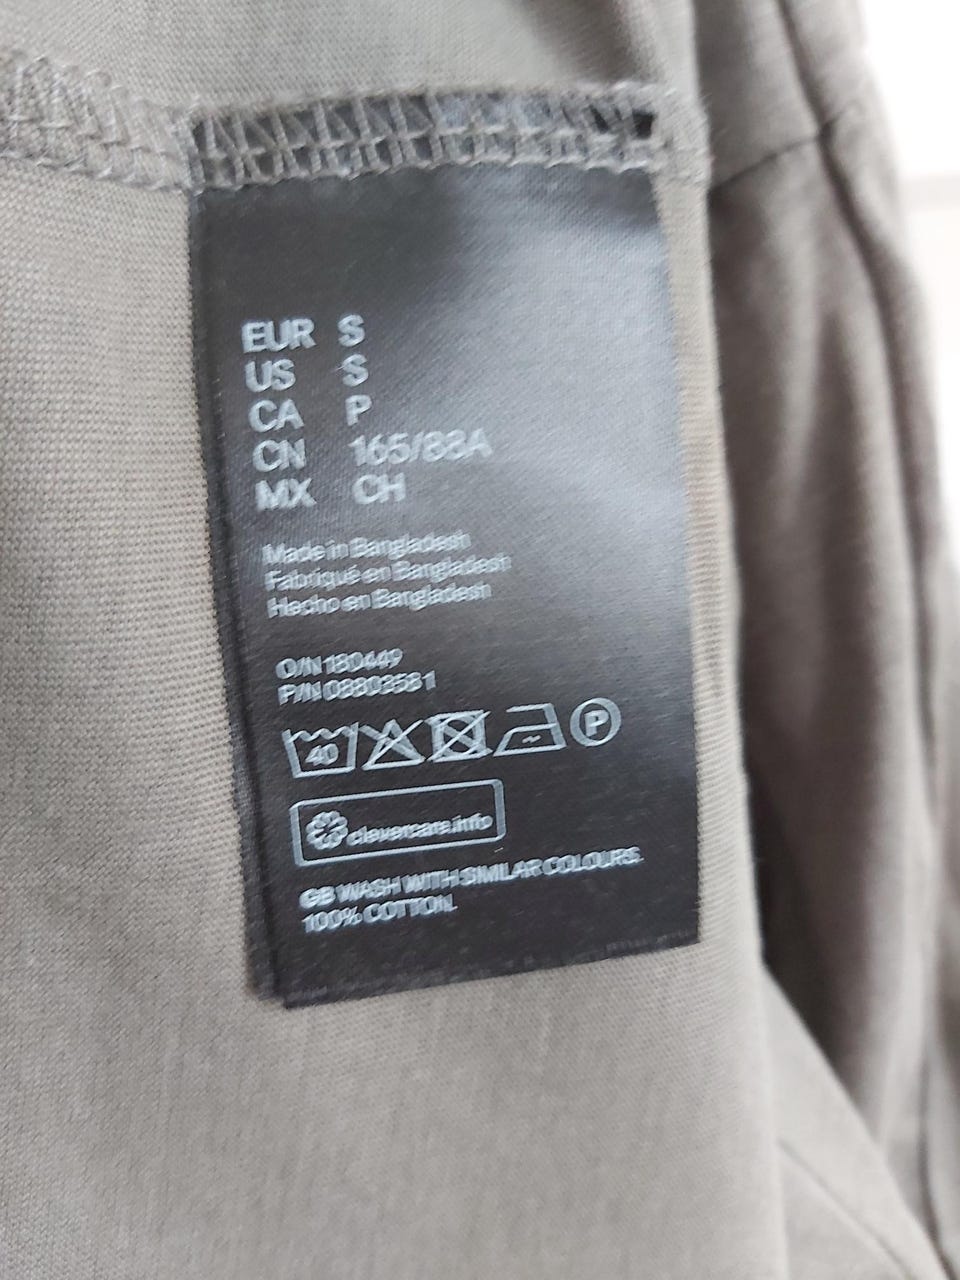 EUR S
US S
CA P
CN 165/88A
MX CH
Made in Bangladesh
Fabriqué en Bangladesh
Hecho en Bangladesh
O/N 180449
P/N 08803581
40
P
clevercare.info
GB WASH WITH SIMILAR COLOURS.
100% COTTON.